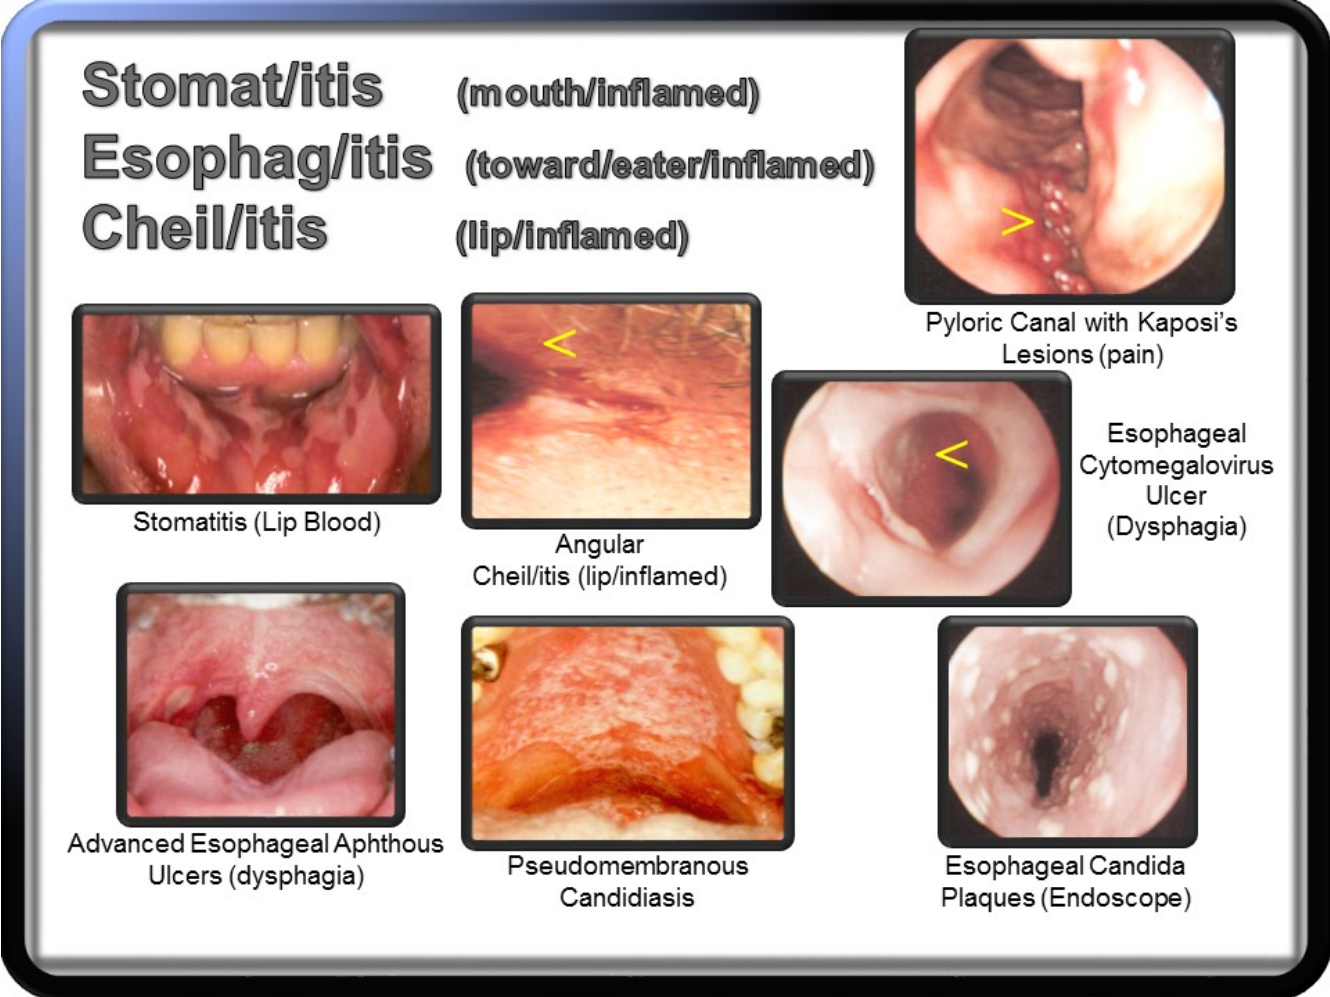 Stomat/itis (mouth/inflamed)
Esophag/itis (toward/eater/inflamed)
Cheil/itis (lip/inflamed)
>
Pyloric Canal with Kaposi's
Lesions (pain)
Stomatitis (Lip Blood)
<
Angular
Cheil/itis (lip/inflamed)
<
Esophageal
Cytomegalovirus
Ulcer
(Dysphagia)
Advanced Esophageal Aphthous
Ulcers (dysphagia)
Pseudomembranous
Candidiasis
Esophageal Candida
Plaques (Endoscope)